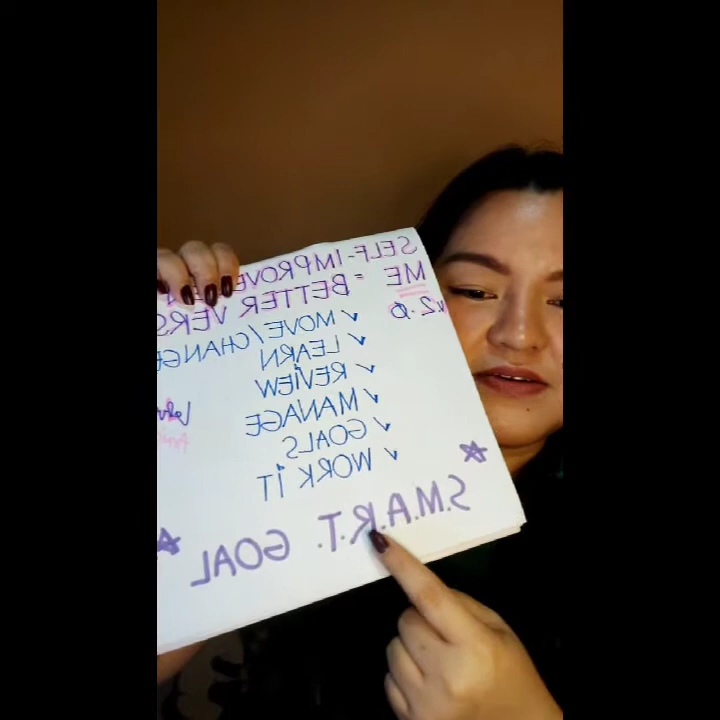 SELF-IMPROVE
ME = BETTER VERS
v2.0
✓ MOVE/CHANGE
✓ LEARN
✓ REVIEW
✓ MANAGE
✓ GOALS
✓ WORK IT
☆ S.M.A.R.T. GOAL ☆